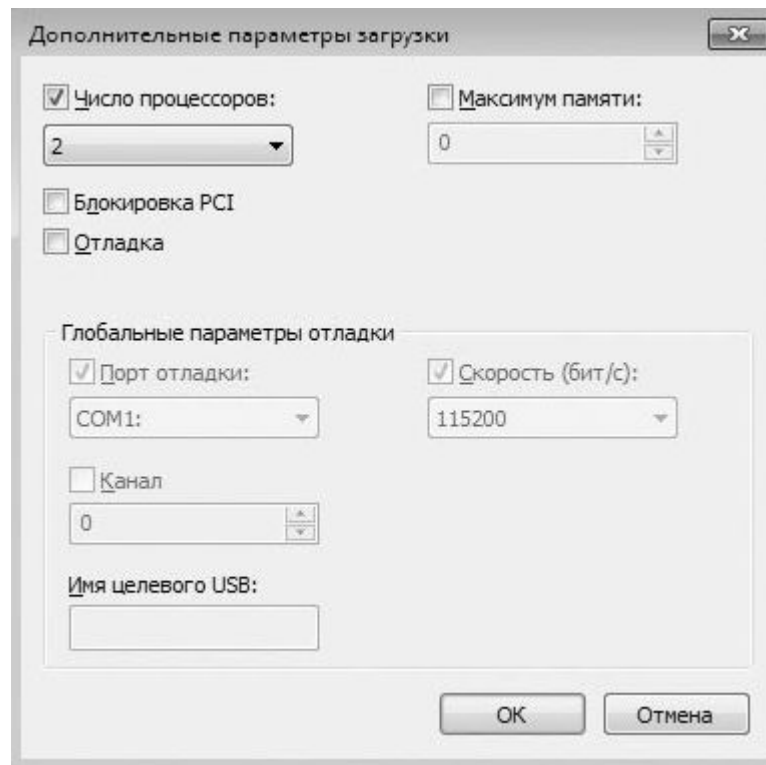 Дополнительные параметры загрузки
Число процессоров:
Максимум памяти:
2
0
Блокировка PCI
Отладка
Глобальные параметры отладки
Порт отладки:
Скорость (бит/с):
COM1:
115200
Канал
0
Имя целевого USB:
OK
Отмена